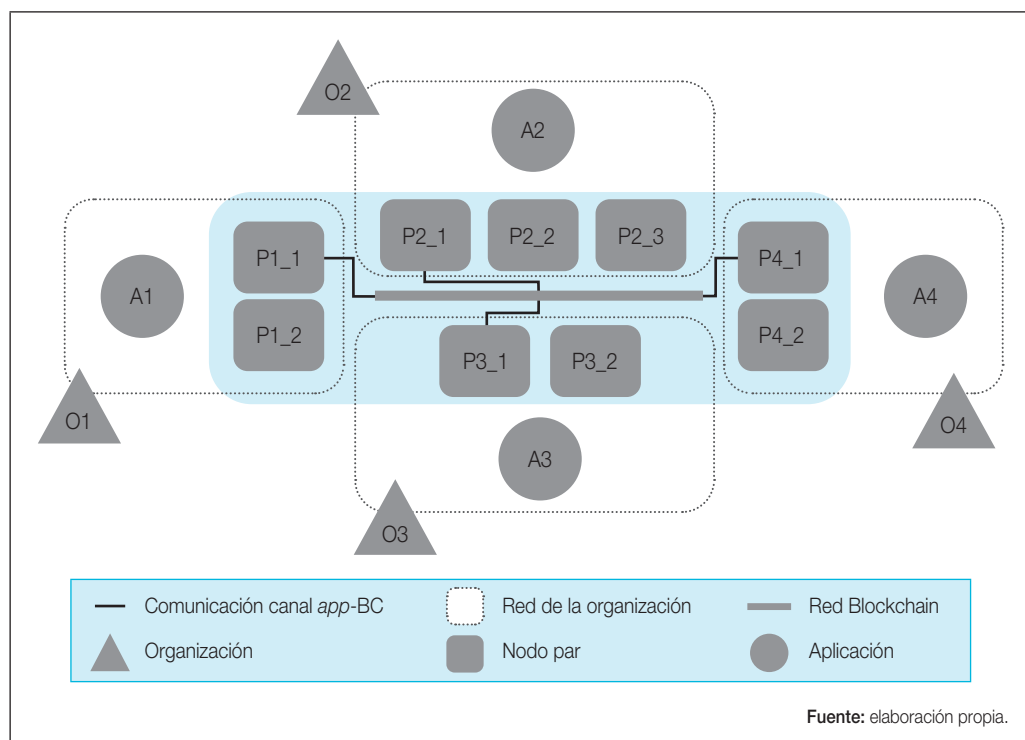 O2
A2
P2_1
P2_2
P2_3
P1_1
P4_1
A1
A4
P1_2
P3_1
P3_2
P4_2
O1
A3
O4
O3
Comunicación canal app-BC
Red de la organización
Red Blockchain
Organización
Nodo par
Aplicación
Fuente: elaboración propia.